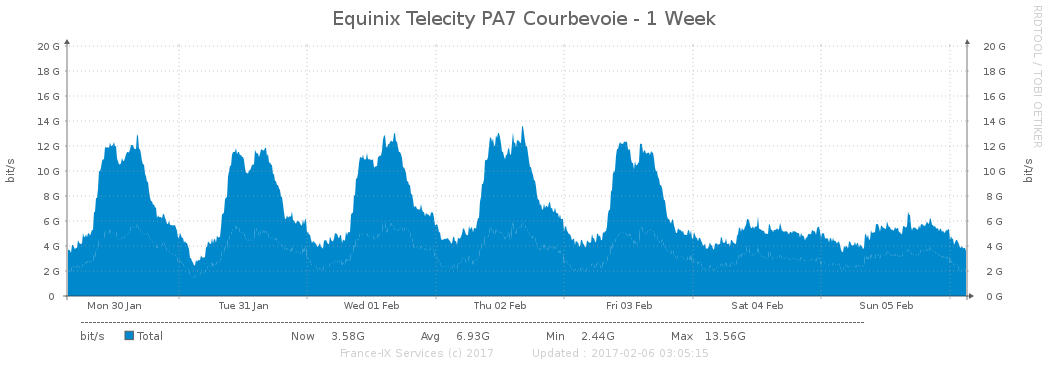 Equinix Telecity PA7 Courbevoie - 1 Week
RRDTOOL / TOBI OETIKER
bit/s
20 G 20 G
18 G 18 G
16 G 16 G
14 G 14 G
12 G 12 G
10 G 10 G
8 G 8 G
6 G 6 G
4 G 4 G
2 G 2 G
0 0 G
bit/s
Mon 30 Jan Tue 31 Jan Wed 01 Feb Thu 02 Feb Fri 03 Feb Sat 04 Feb Sun 05 Feb
bit/s Total Now 3.58G Avg 6.93G Min 2.44G Max 13.56G
France-IX Services (c) 2017 Updated : 2017-02-06 03:05:15